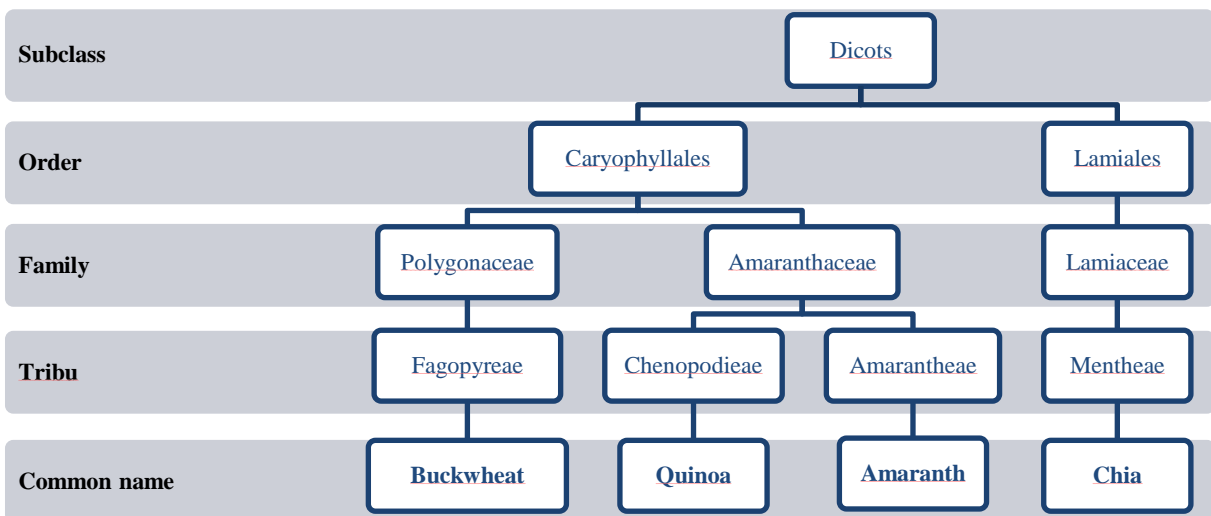 Subclass
Dicots
Order
Caryophyllales
Lamiales
Family
Polygonaceae
Amaranthaceae
Lamiaceae
Tribu
Fagopyreae
Chenopodieae
Amarantheae
Mentheae
Common name
Buckwheat
Quinoa
Amaranth
Chia